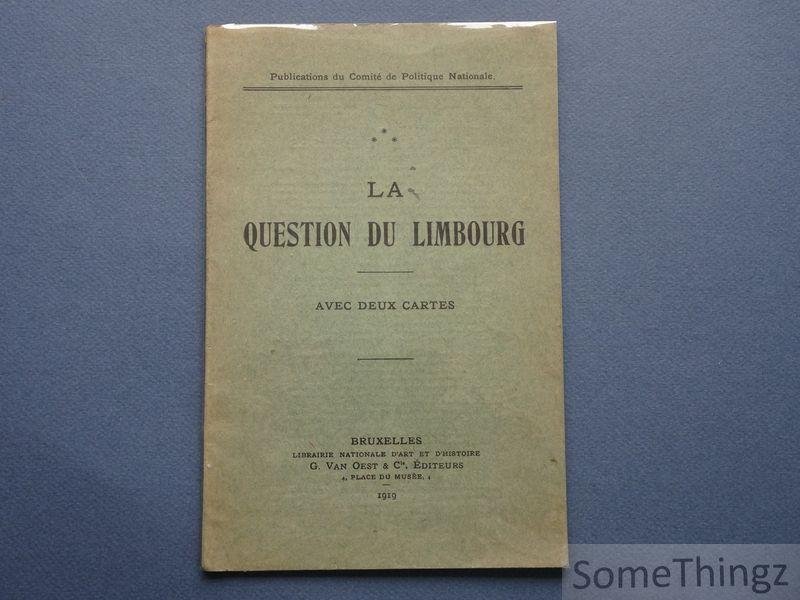 Publications du Comité de Politique Nationale.
* * *
LA
QUESTION DU LIMBOURG
AVEC DEUX CARTES
BRUXELLES
LIBRAIRIE NATIONALE D'ART ET D'HISTOIRE
G. VAN OEST & Cie, ÉDITEURS
4, PLACE DU MUSÉE, 4
1919
SomeThingz